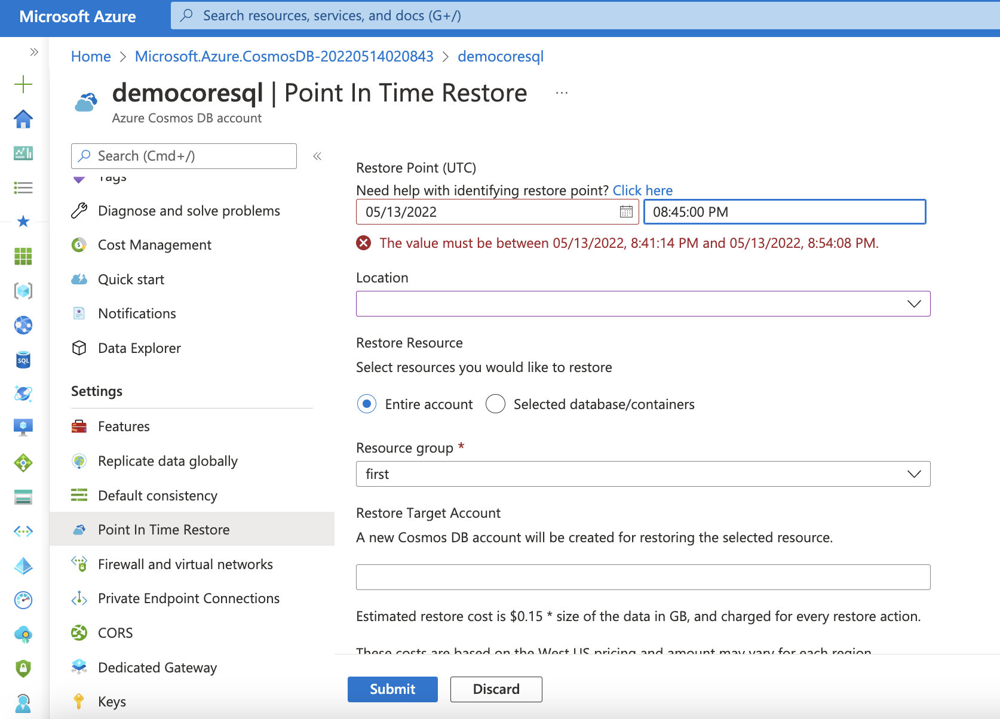 Microsoft Azure
Search resources, services, and docs (G+/)
Home > Microsoft.Azure.CosmosDB-20220514020843 > democoresql
democoresql | Point In Time Restore ...
Azure Cosmos DB account
Search (Cmd+/)
Tags
Diagnose and solve problems
Cost Management
Quick start
Notifications
Data Explorer
Settings
Features
Replicate data globally
Default consistency
Point In Time Restore
Firewall and virtual networks
Private Endpoint Connections
CORS
Dedicated Gateway
Keys
SQL
Restore Point (UTC)
Need help with identifying restore point? Click here
05/13/2022 08:45:00 PM
The value must be between 05/13/2022, 8:41:14 PM and 05/13/2022, 8:54:08 PM.
Location
Restore Resource
Select resources you would like to restore
Entire account Selected database/containers
Resource group *
first
Restore Target Account
A new Cosmos DB account will be created for restoring the selected resource.
Estimated restore cost is $0.15 * size of the data in GB, and charged for every restore action.
These costs are based on the West US pricing and amount may vary for each region
Submit Discard